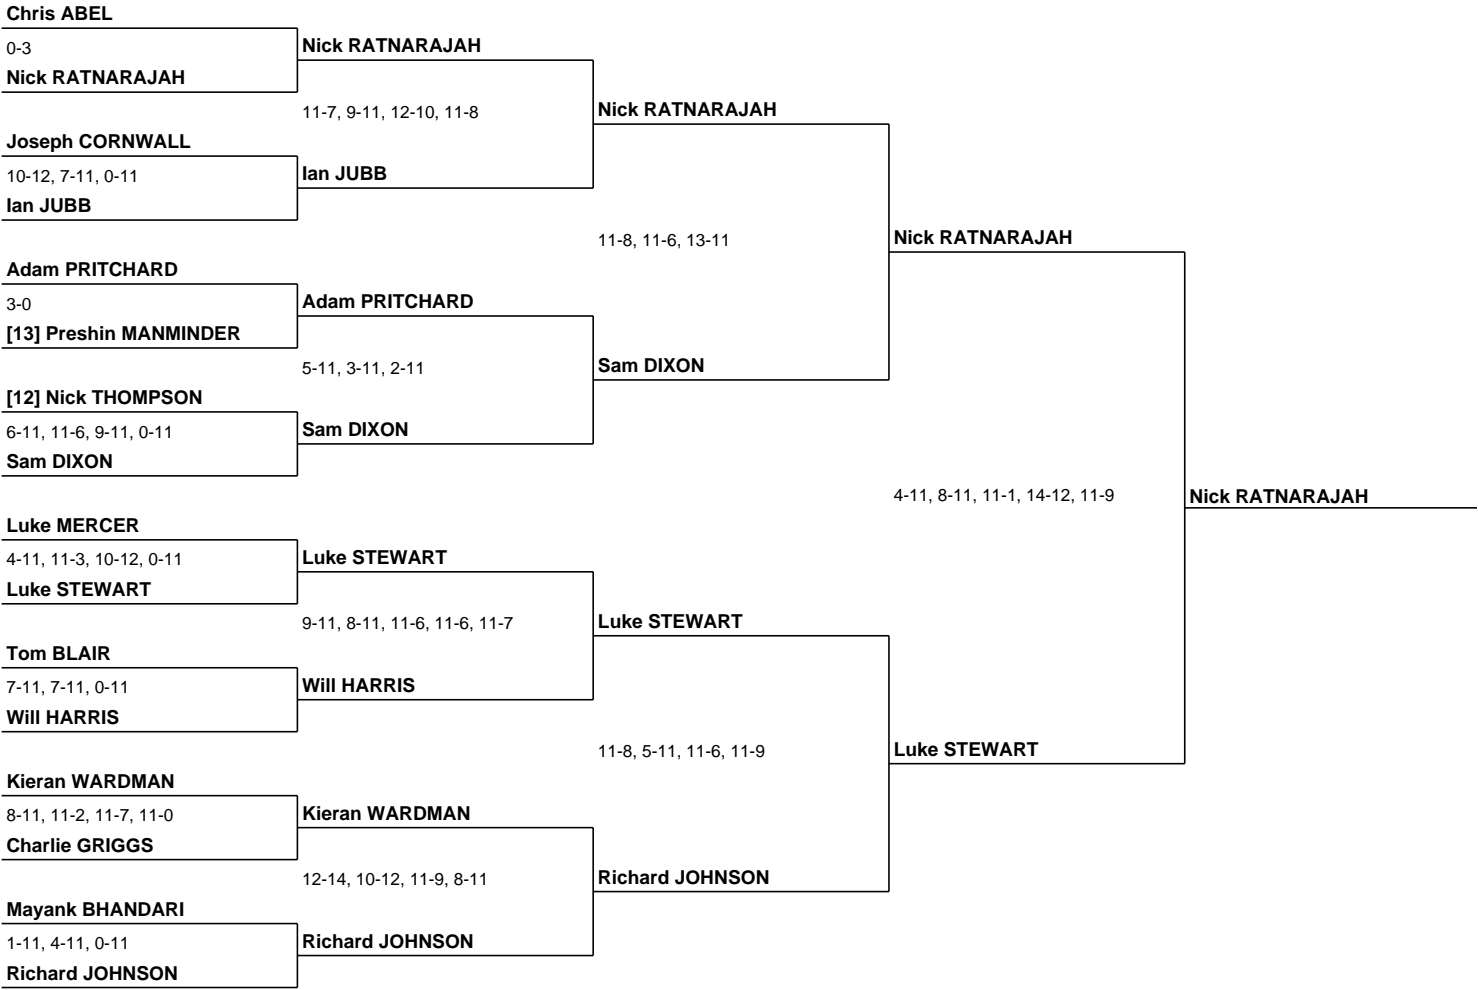 Chris ABEL
0-3
Nick RATNARAJAH
Joseph CORNWALL
10-12, 7-11, 0-11
Ian JUBB
Adam PRITCHARD
3-0
[13] Preshin MANMINDER
[12] Nick THOMPSON
6-11, 11-6, 9-11, 0-11
Sam DIXON
Luke MERCER
4-11, 11-3, 10-12, 0-11
Luke STEWART
Tom BLAIR
7-11, 7-11, 0-11
Will HARRIS
Kieran WARDMAN
8-11, 11-2, 11-7, 11-0
Charlie GRIGGS
Mayank BHANDARI
1-11, 4-11, 0-11
Richard JOHNSON
Nick RATNARAJAH
11-7, 9-11, 12-10, 11-8
Ian JUBB
Adam PRITCHARD
5-11, 3-11, 2-11
Sam DIXON
Luke STEWART
9-11, 8-11, 11-6, 11-6, 11-7
Will HARRIS
Kieran WARDMAN
12-14, 10-12, 11-9, 8-11
Richard JOHNSON
Nick RATNARAJAH
11-8, 11-6, 13-11
Sam DIXON
Luke STEWART
11-8, 5-11, 11-6, 11-9
Richard JOHNSON
Nick RATNARAJAH
4-11, 8-11, 11-1, 14-12, 11-9
Luke STEWART
Nick RATNARAJAH